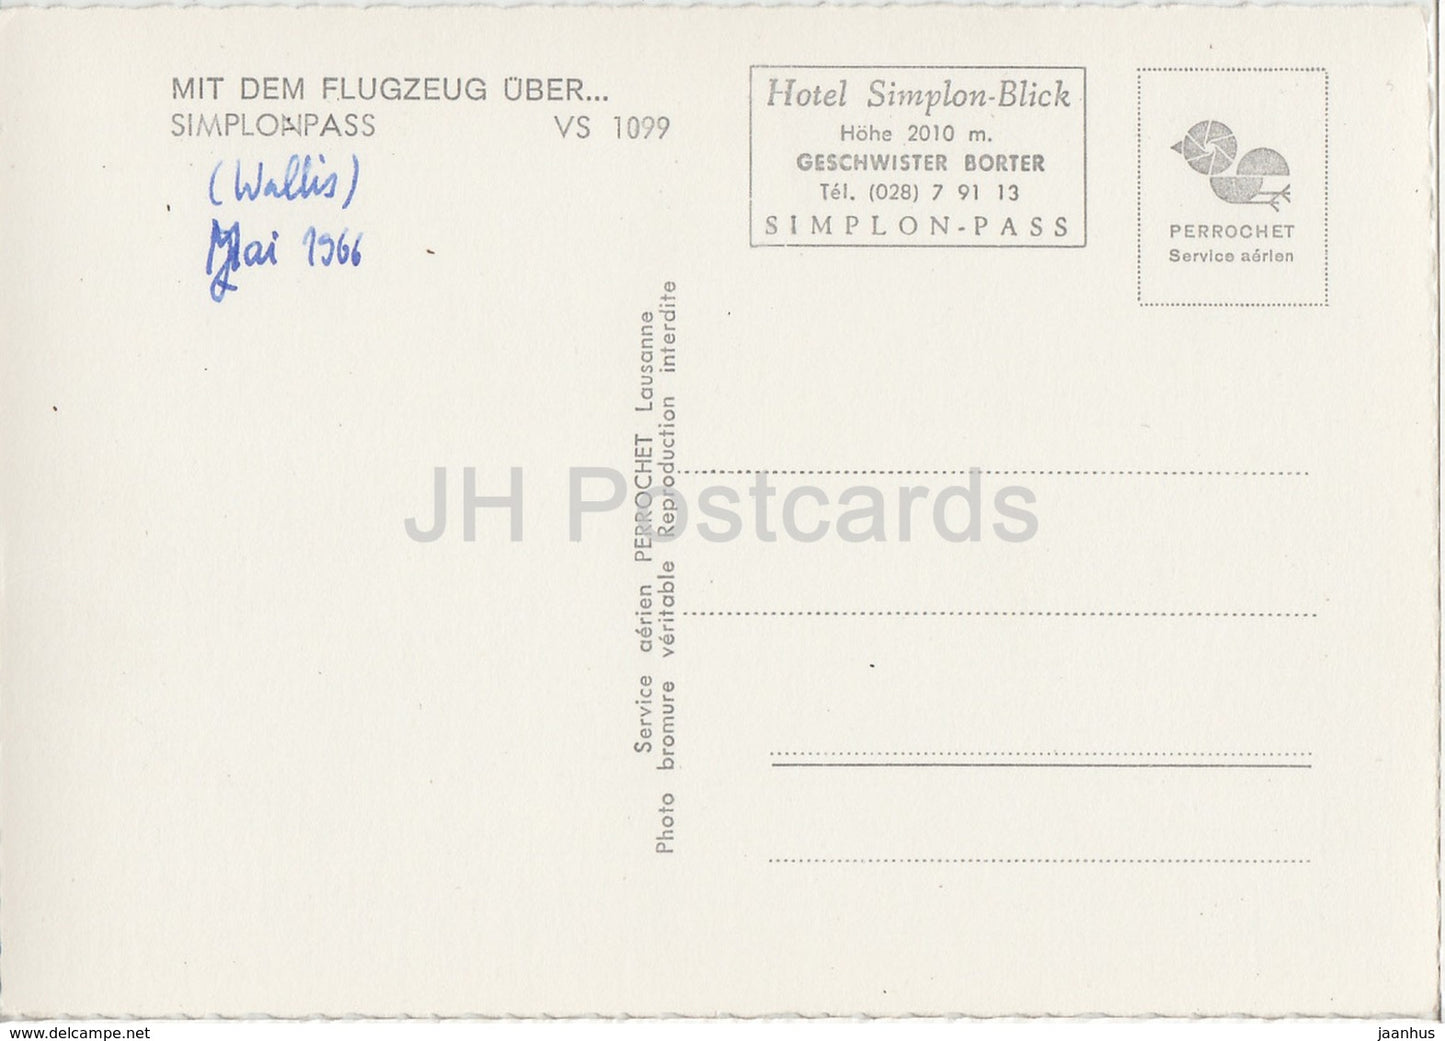 MIT DEM FLUGZEUG ÜBER...
SIMPLONPASS VS 1099
(Wallis)
Mai 1966
Hotel Simplon-Blick
Höhe 2010 m.
GESCHWISTER BORTER
Tél. (028) 7 91 13
SIMPLON-PASS
PERROCHET
Service aérien
Service aérien PERROCHET Lausanne
Photo bromure véritable Reproduction interdite
JH Postcards
www.delcampe.net
jaanhus